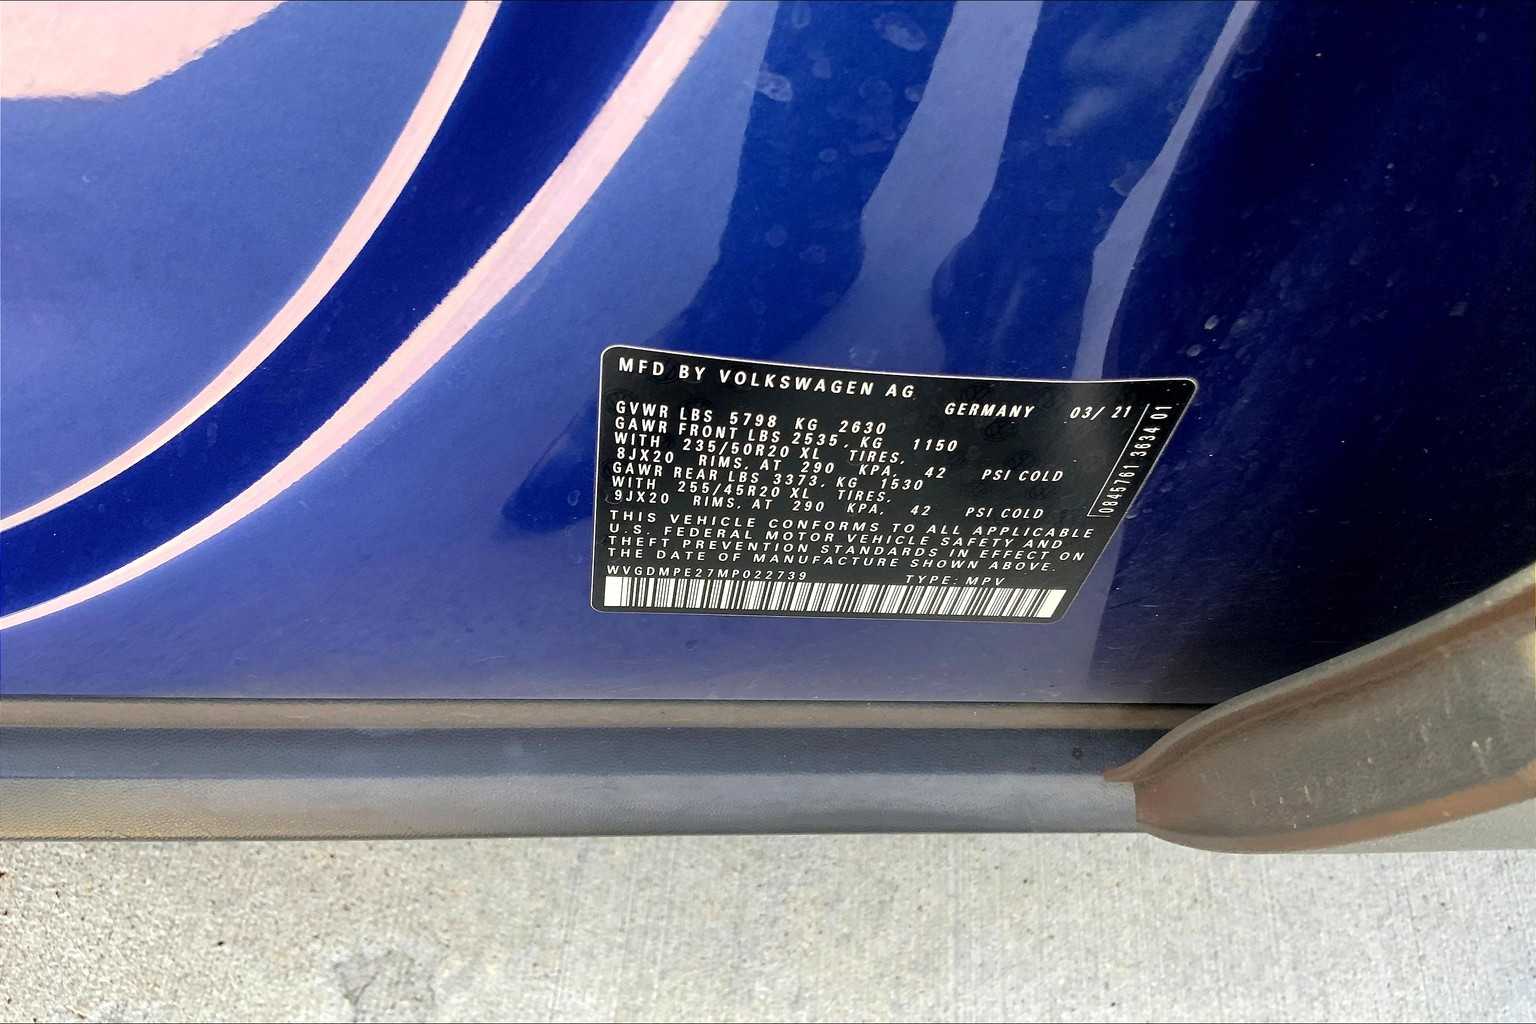 MFD BY VOLKSWAGEN AG
GERMANY 03/ 21
GVWR LBS 5798 KG 2630
GAWR FRONT LBS 2535, KG 1150
WITH 235/50R20 XL TIRES,
8JX20 RIMS, AT 290 KPA, 42 PSI COLD
GAWR REAR LBS 3373, KG 1530
WITH 255/45R20 XL TIRES,
9JX20 RIMS, AT 290 KPA, 42 PSI COLD
THIS VEHICLE CONFORMS TO ALL APPLICABLE
U.S. FEDERAL MOTOR VEHICLE SAFETY AND
THEFT PREVENTION STANDARDS IN EFFECT ON
THE DATE OF MANUFACTURE SHOWN ABOVE.
WVGDMPE27MP022739 TYPE: MPV
0845761 3634 01